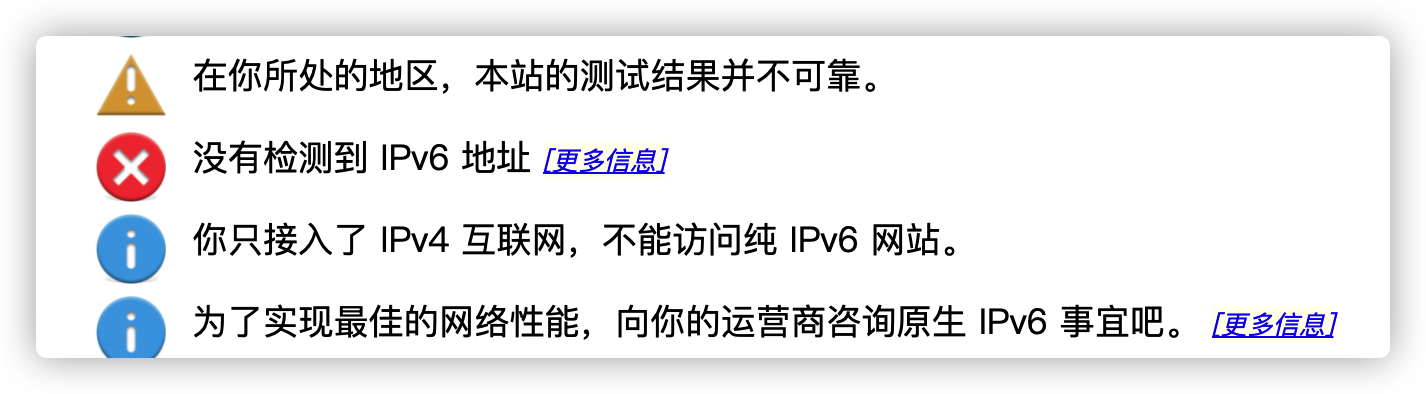 在你所处的地区，本站的测试结果并不可靠。
没有检测到 IPv6 地址 [更多信息]
你只接入了 IPv4 互联网，不能访问纯 IPv6 网站。
为了实现最佳的网络性能，向你的运营商咨询原生 IPv6 事宜吧。 [更多信息]